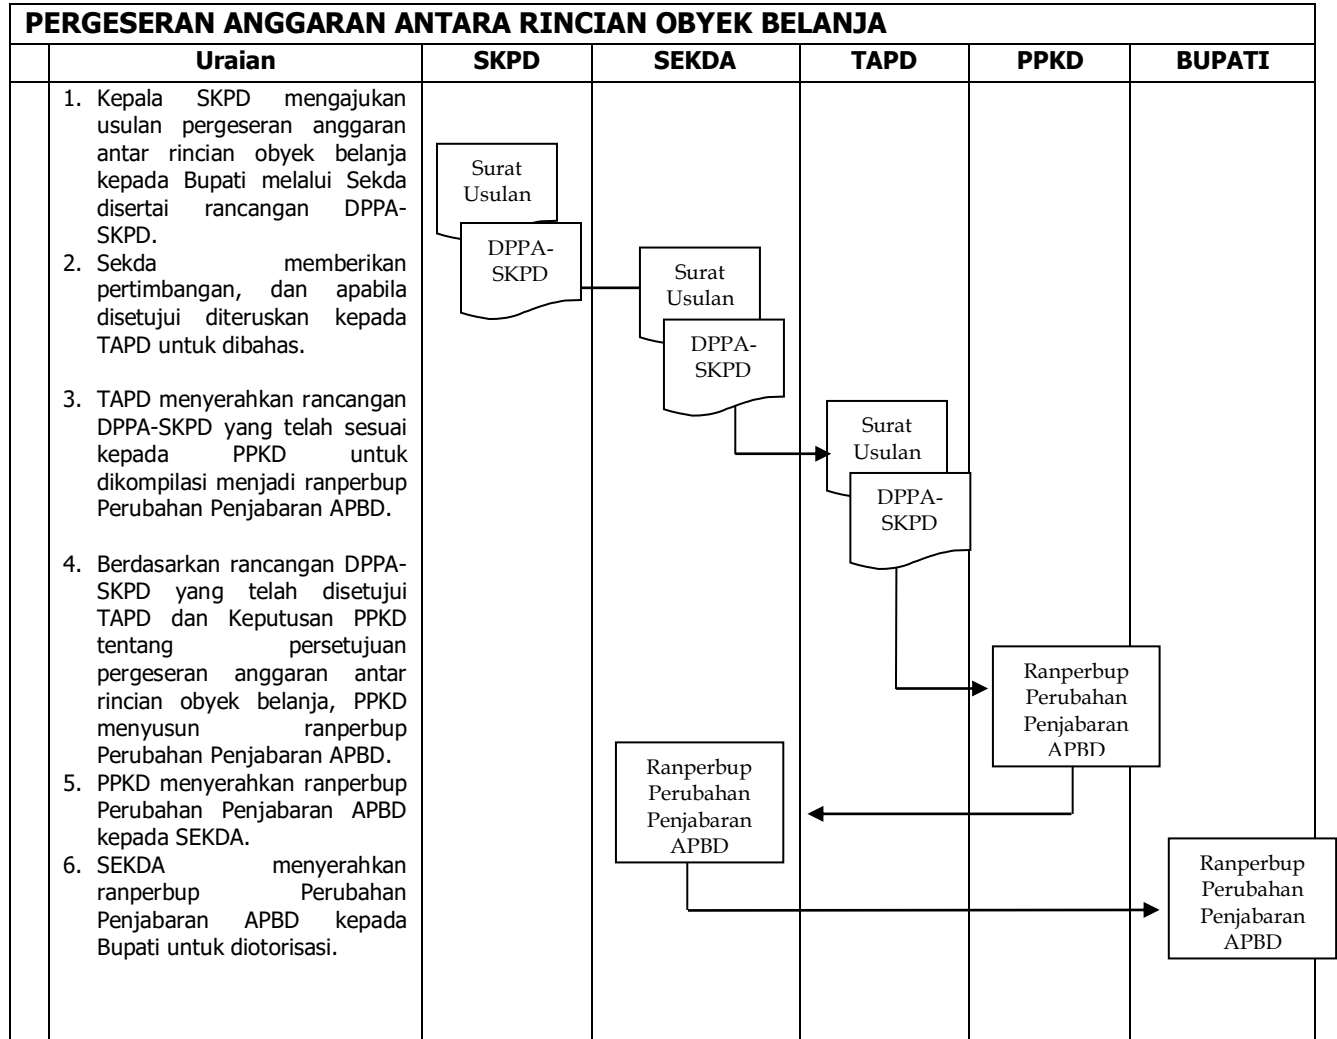 PERGESERAN ANGGARAN ANTARA RINCIAN OBYEK BELANJA
Uraian SKPD SEKDA TAPD PPKD BUPATI
1. Kepala SKPD mengajukan
usulan pergeseran anggaran
antar rincian obyek belanja
kepada Bupati melalui Sekda
disertai rancangan DPPA-
SKPD.
2. Sekda memberikan
pertimbangan, dan apabila
disetujui diteruskan kepada
TAPD untuk dibahas.
3. TAPD menyerahkan rancangan
DPPA-SKPD yang telah sesuai
kepada PPKD untuk
dikompilasi menjadi ranperbup
Perubahan Penjabaran APBD.
4. Berdasarkan rancangan DPPA-
SKPD yang telah disetujui
TAPD dan Keputusan PPKD
tentang persetujuan
pergeseran anggaran antar
rincian obyek belanja, PPKD
menyusun ranperbup
Perubahan Penjabaran APBD.
5. PPKD menyerahkan ranperbup
Perubahan Penjabaran APBD
kepada SEKDA.
6. SEKDA menyerahkan
ranperbup Perubahan
Penjabaran APBD kepada
Bupati untuk diotorisasi.
Surat
Usulan
DPPA-
SKPD
Surat
Usulan
DPPA-
SKPD
Surat
Usulan
DPPA-
SKPD
Ranperbup
Perubahan
Penjabaran
APBD
Ranperbup
Perubahan
Penjabaran
APBD
Ranperbup
Perubahan
Penjabaran
APBD